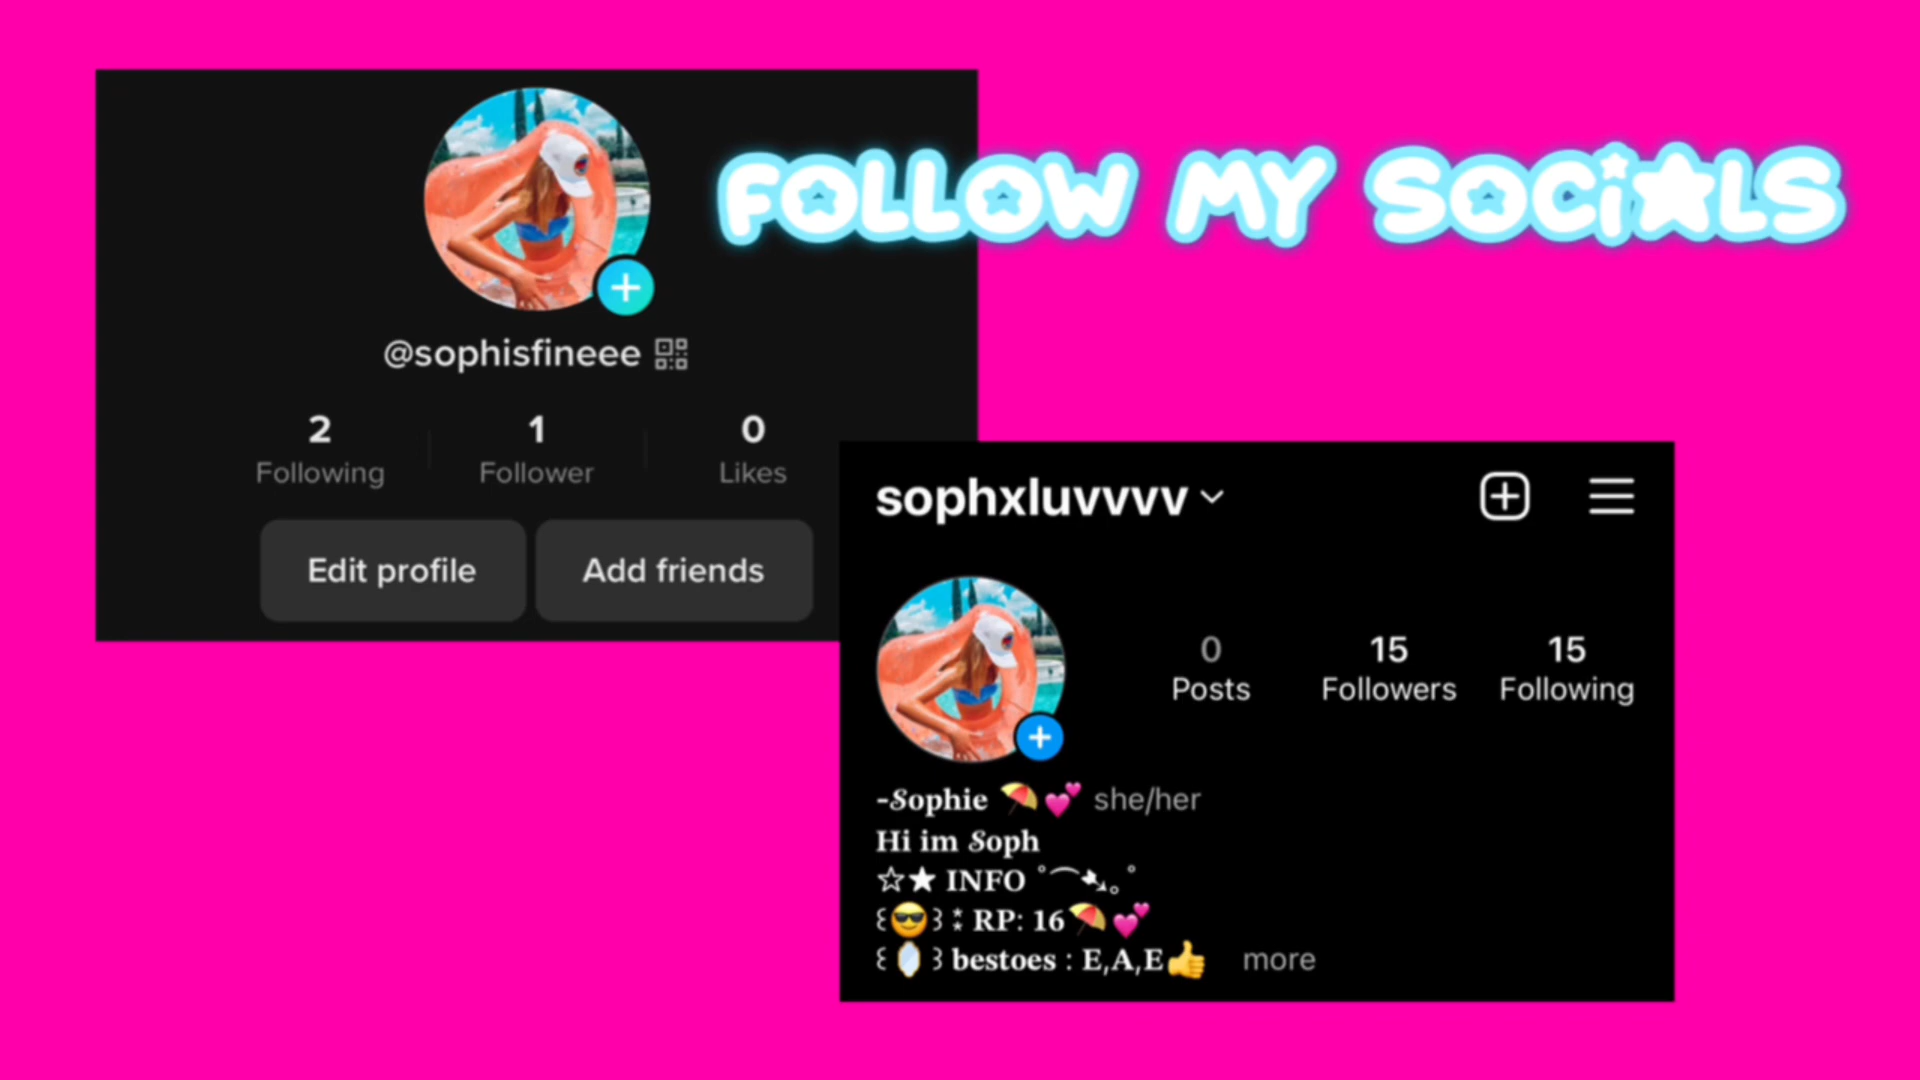 FOLLOW MY SOCiALS
@sophisfineee
2 1 0
Following Follower Likes
Edit profile Add friends
sophxluvvvv
0 15 15
Posts Followers Following
-𝒮ophie ⛱️💕 she/her
Hi im 𝒮oph
☆★ INFO ˚⁀➴｡˚
꒰😎꒱ ⁑ RP: 16⛱️💕
꒰🪞꒱ bestoes : E,A,E👍 more